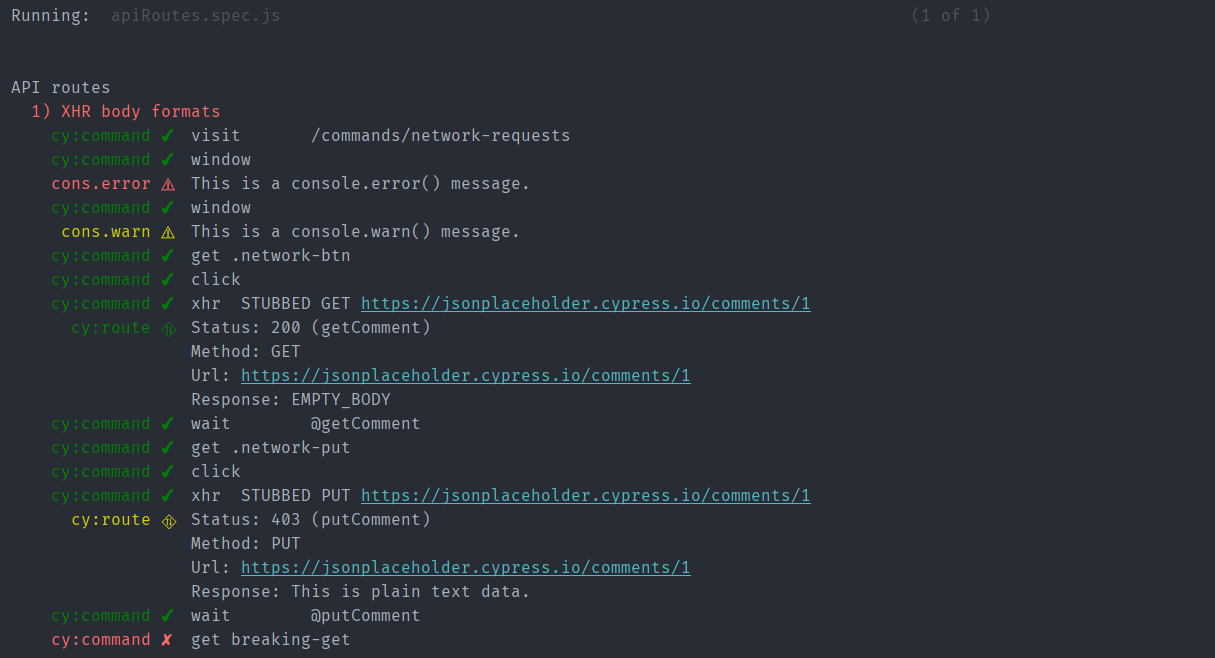 Running:  apiRoutes.spec.js (1 of 1)
API routes
1) XHR body formats
cy:command ✔ visit /commands/network-requests
cy:command ✔ window
cons.error ⚠ This is a console.error() message.
cy:command ✔ window
cons.warn ⚠ This is a console.warn() message.
cy:command ✔ get .network-btn
cy:command ✔ click
cy:command ✔ xhr STUBBED GET https://jsonplaceholder.cypress.io/comments/1
cy:route ⛗ Status: 200 (getComment)
Method: GET
Url: https://jsonplaceholder.cypress.io/comments/1
Response: EMPTY_BODY
cy:command ✔ wait @getComment
cy:command ✔ get .network-put
cy:command ✔ click
cy:command ✔ xhr STUBBED PUT https://jsonplaceholder.cypress.io/comments/1
cy:route ⛗ Status: 403 (putComment)
Method: PUT
Url: https://jsonplaceholder.cypress.io/comments/1
Response: This is plain text data.
cy:command ✔ wait @putComment
cy:command ✘ get breaking-get